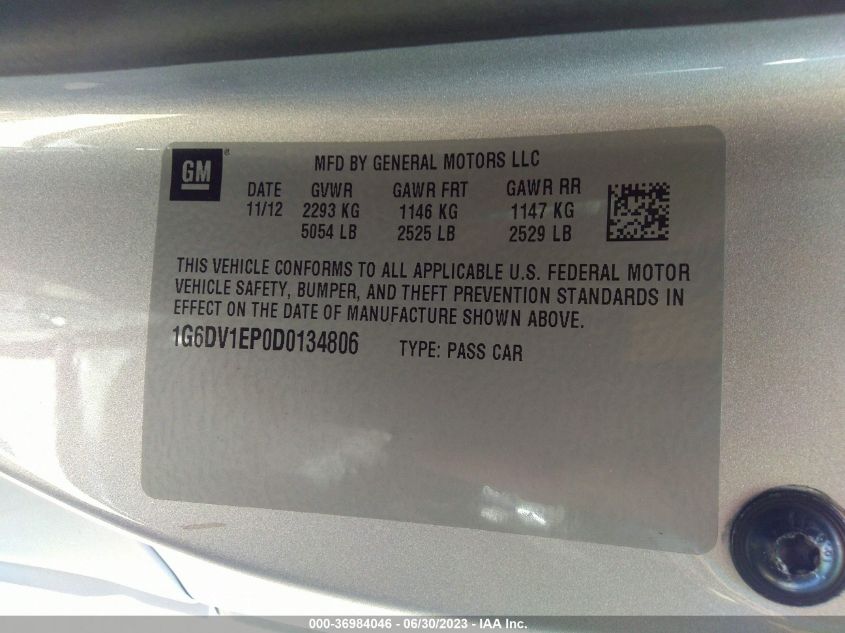 GM®
MFD BY GENERAL MOTORS LLC
DATE GVWR GAWR FRT GAWR RR
11/12 2293 KG 1146 KG 1147 KG
5054 LB 2525 LB 2529 LB
THIS VEHICLE CONFORMS TO ALL APPLICABLE U.S. FEDERAL MOTOR
VEHICLE SAFETY, BUMPER, AND THEFT PREVENTION STANDARDS IN
EFFECT ON THE DATE OF MANUFACTURE SHOWN ABOVE.
1G6DV1EP0D0134806 TYPE: PASS CAR
000-36984046 - 06/30/2023 - IAA Inc.